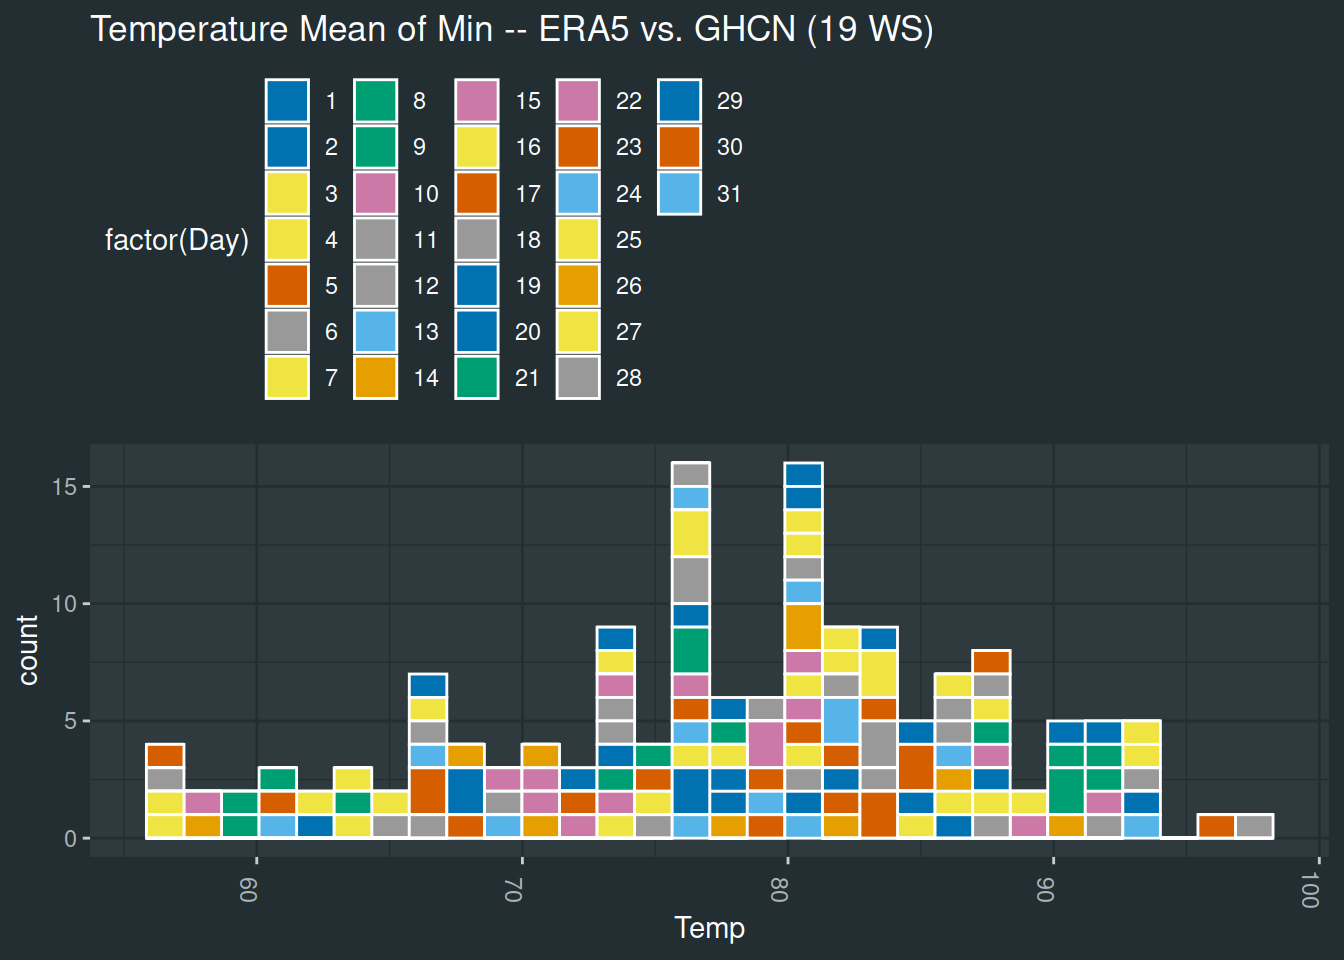 Temperature Mean of Min -- ERA5 vs. GHCN (19 WS)
1 8 15 22 29
2 9 16 23 30
3 10 17 24 31
factor(Day) 4 11 18 25
5 12 19 26
6 13 20 27
7 14 21 28
15
10
5
0
count
60 70 80 90 100
Temp